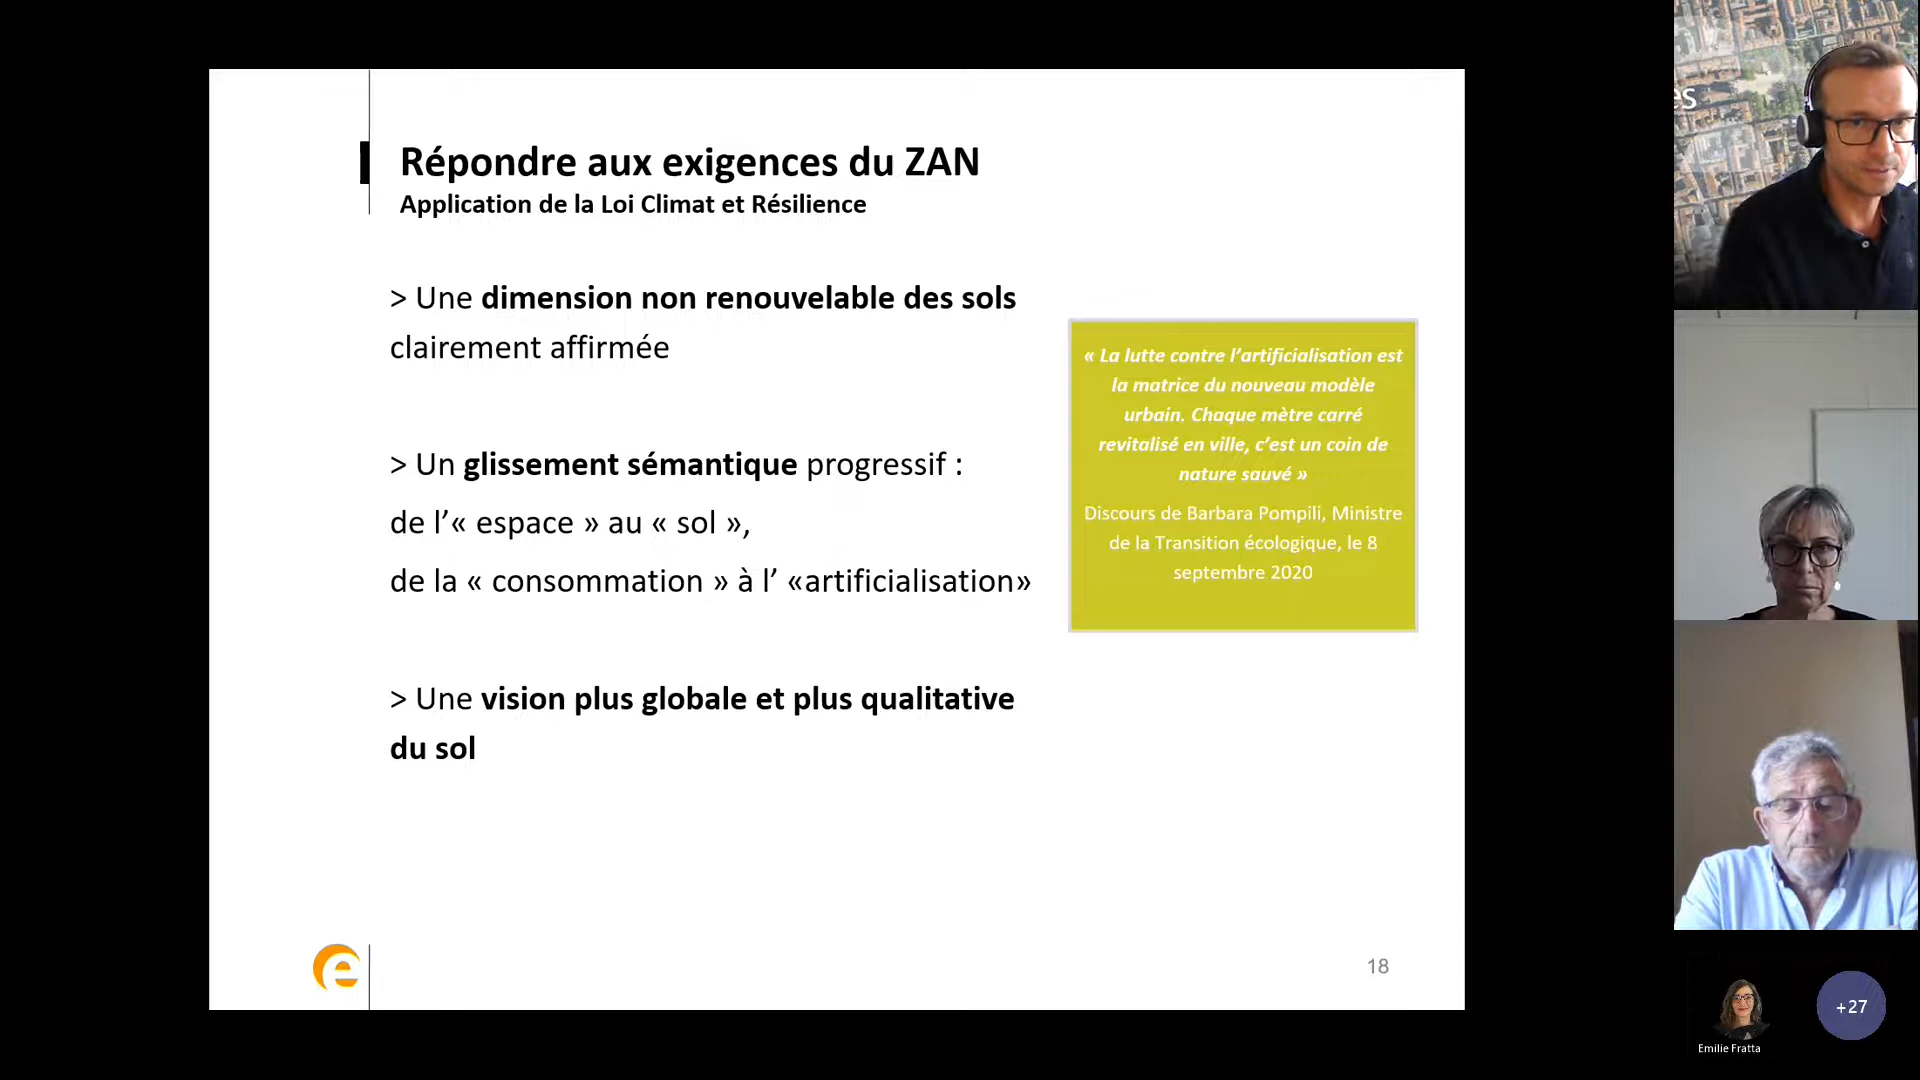 Répondre aux exigences du ZAN
Application de la Loi Climat et Résilience
> Une dimension non renouvelable des sols
clairement affirmée
> Un glissement sémantique progressif :
de l’« espace » au « sol »,
de la « consommation » à l’ «artificialisation»
> Une vision plus globale et plus qualitative
du sol
« La lutte contre l’artificialisation est
la matrice du nouveau modèle
urbain. Chaque mètre carré
revitalisé en ville, c’est un coin de
nature sauvé »
Discours de Barbara Pompili, Ministre
de la Transition écologique, le 8
septembre 2020
e
18
es
+27
Emilie Fratta